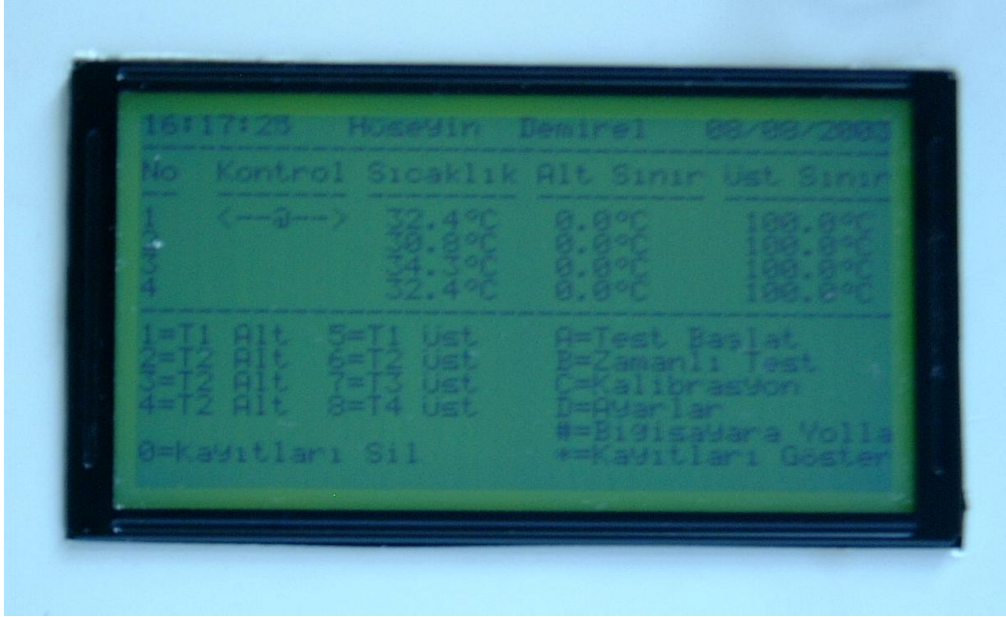 16:17:25 Hüseyin Demirel 08/08/2003
No Kontrol Sıcaklık Alt Sınır Üst Sınır
1 <--@--> 32.4°C 0.0°C 100.0°C
2 0.0°C 100.0°C
3 0.0°C 100.0°C
4 32.4°C 0.0°C 100.0°C
1=T1 Alt 5=T1 Üst A=Test Başlat
2=T2 Alt 6=T2 Üst B=Zamanlı Test
3=T2 Alt 7=T3 Üst C=Kalibrasyon
4=T2 Alt 8=T4 Üst D=Ayarlar
#=Bigisayara Yolla
0=Kayıtları Sil *=Kayıtları Göster